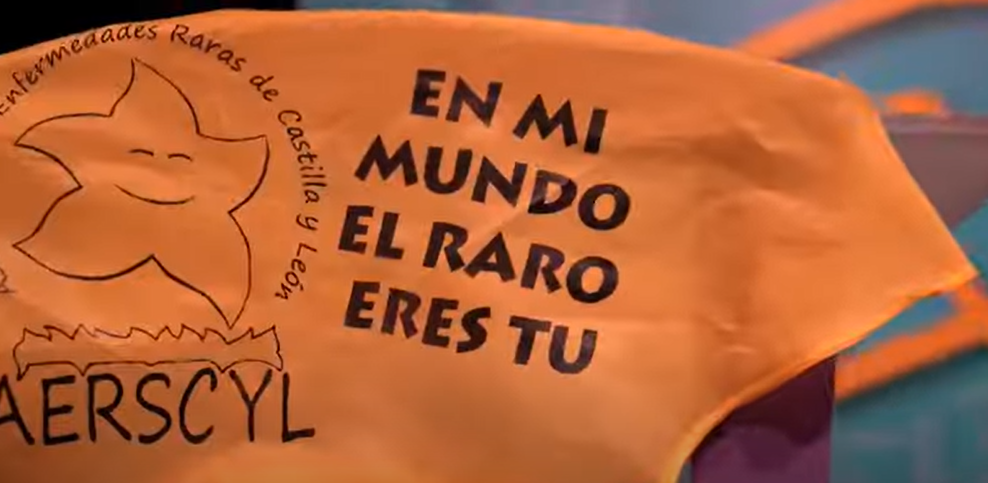 Enfermedades Raras de Castilla y León
AERSCYL
EN MI
MUNDO
EL RARO
ERES TU